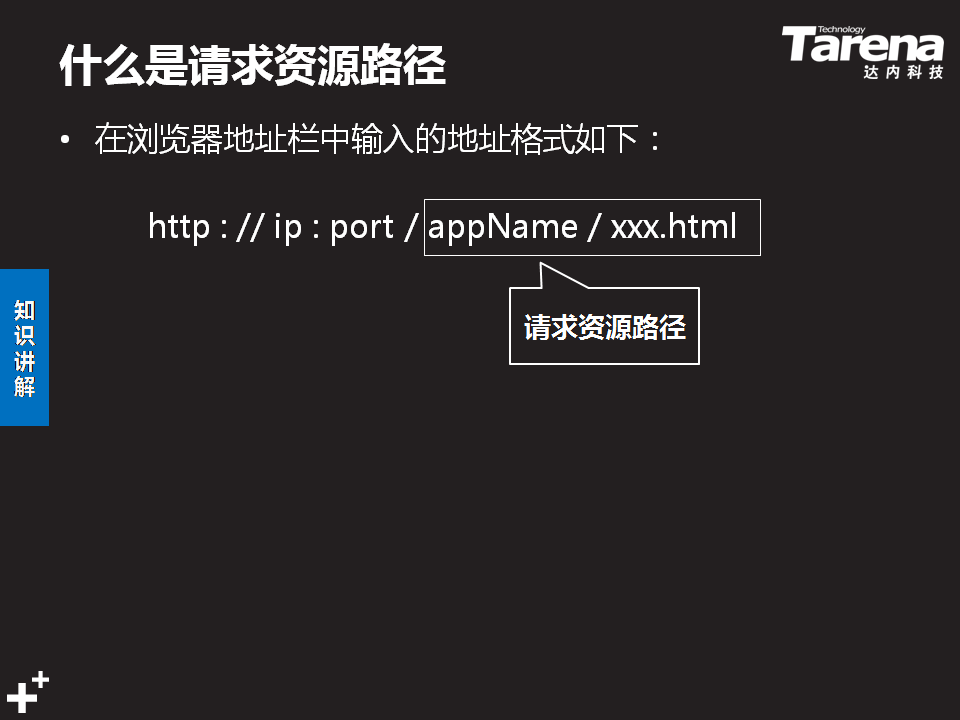 什么是请求资源路径
Technology
Tarena
达内科技
• 在浏览器地址栏中输入的地址格式如下：
http : // ip : port / appName / xxx.html
请求资源路径
知识讲解